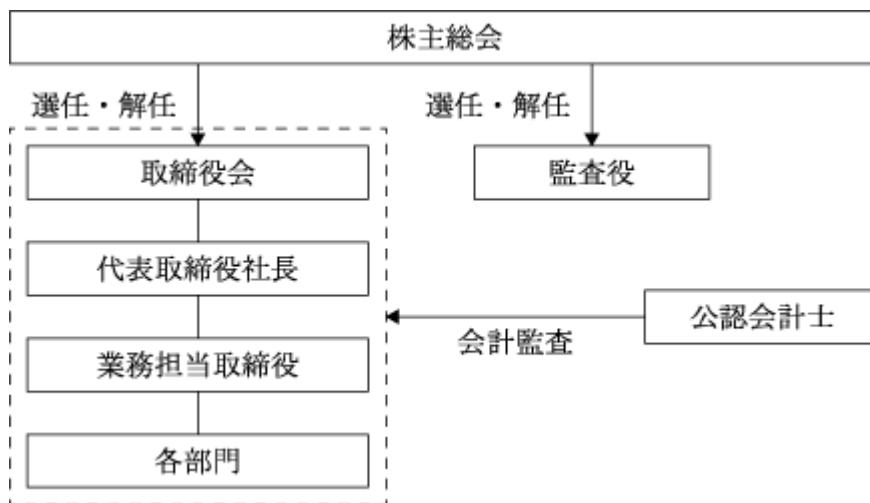 株主総会
選任・解任
選任・解任
取締役会
監査役
代表取締役社長
公認会計士
会計監査
業務担当取締役
各部門